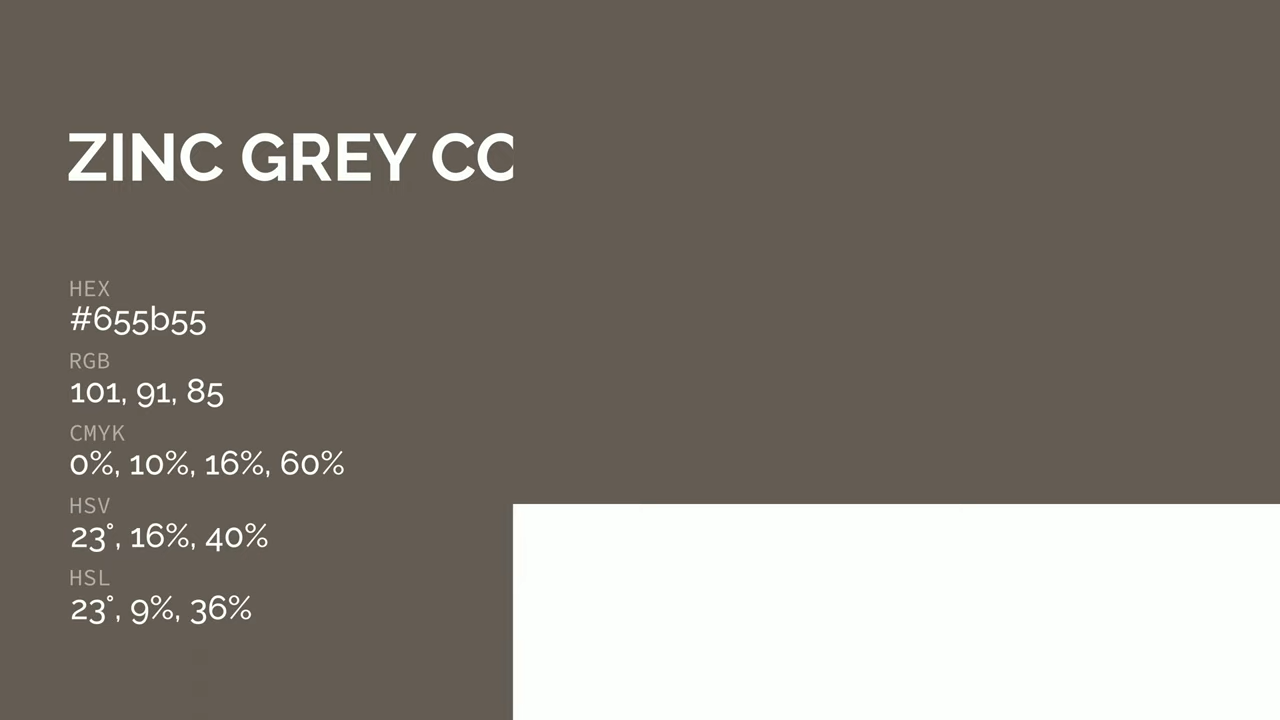 ZINC GREY CO
HEX
#655b55
RGB
101, 91, 85
CMYK
0%, 10%, 16%, 60%
HSV
23°, 16%, 40%
HSL
23°, 9%, 36%